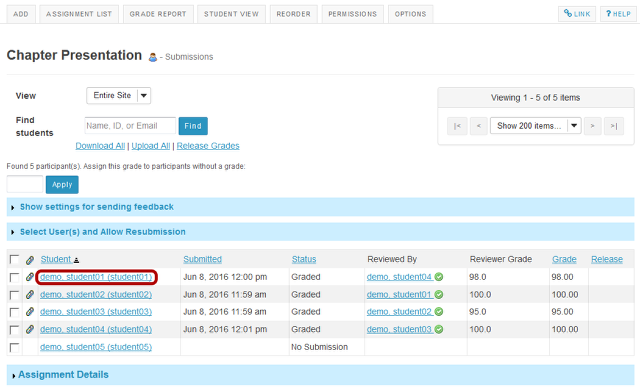 ADD ASSIGNMENT LIST GRADE REPORT STUDENT VIEW REORDER PERMISSIONS OPTIONS LINK ? HELP
Chapter Presentation - Submissions
View Entire Site Viewing 1 - 5 of 5 items
Find students Name, ID, or Email Find |< < Show 200 items... > >|
Download All | Upload All | Release Grades
Found 5 participant(s). Assign this grade to participants without a grade:
Apply
Show settings for sending feedback
Select User(s) and Allow Resubmission
Student Submitted Status Reviewed By Reviewer Grade Grade Release
demo, student01 (student01) Jun 8, 2016 12:00 pm Graded demo, student04 98.0 98.00
demo, student02 (student02) Jun 8, 2016 11:59 am Graded demo, student01 100.0 100.00
demo, student03 (student03) Jun 8, 2016 11:59 am Graded demo, student02 95.0 95.00
demo, student04 (student04) Jun 8, 2016 12:01 pm Graded demo, student03 100.0 100.00
demo, student05 (student05) No Submission
Assignment Details